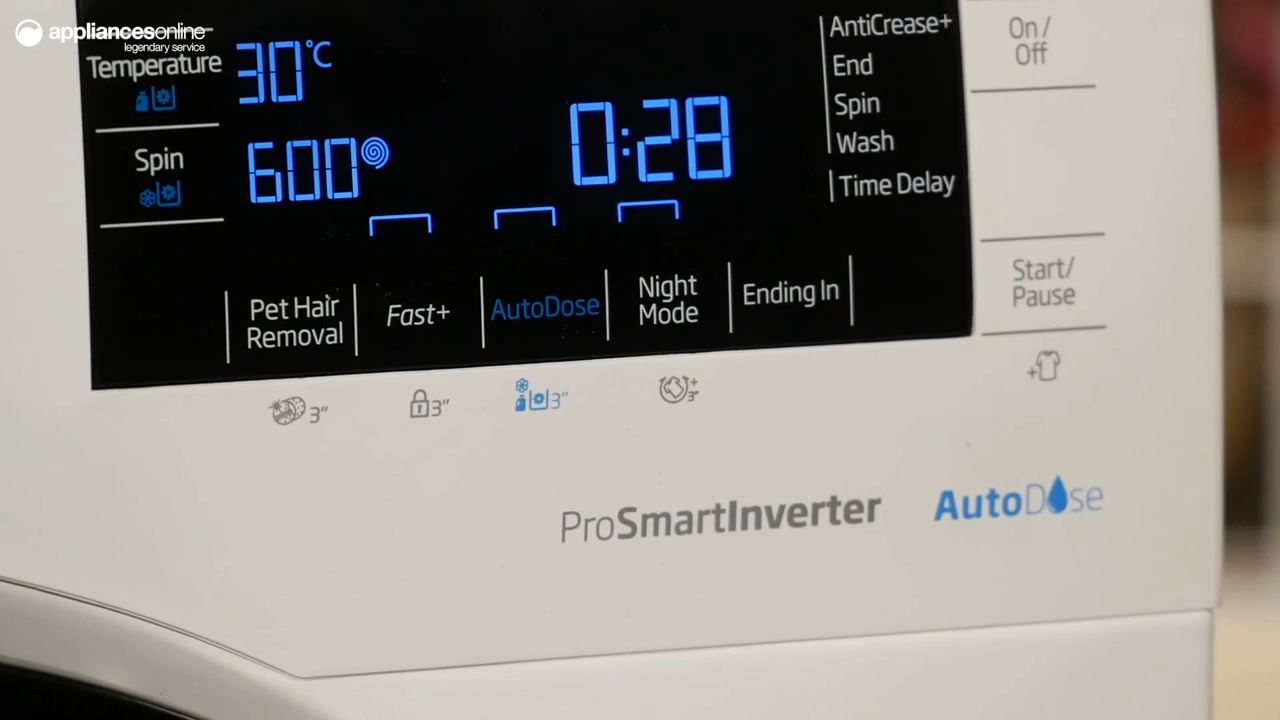 appliancesonline
legendary service
Temperature
30°C
Spin
600
0:28
AntiCrease+
End
Spin
Wash
Time Delay
On/
Off
Start/
Pause
Pet Hair
Removal
Fast+
AutoDose
Night
Mode
Ending In
3"
3"
3"
3"
ProSmartInverter
AutoDose